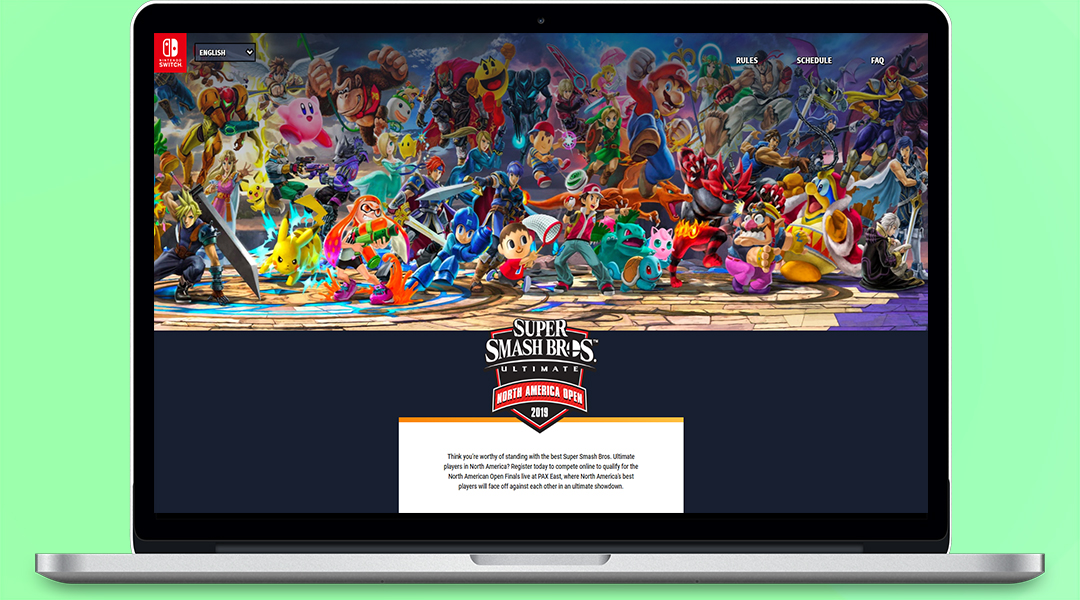 NINTENDO
SWITCH.
ENGLISH
RULES
SCHEDULE
FAQ
SUPER
SMASH BROS.™
ULTIMATE
NORTH AMERICA OPEN
2019
Think you're worthy of standing with the best Super Smash Bros. Ultimate
players in North America? Register today to compete online to qualify for the
North American Open Finals live at PAX East, where North America's best
players will face off against each other in an ultimate showdown.